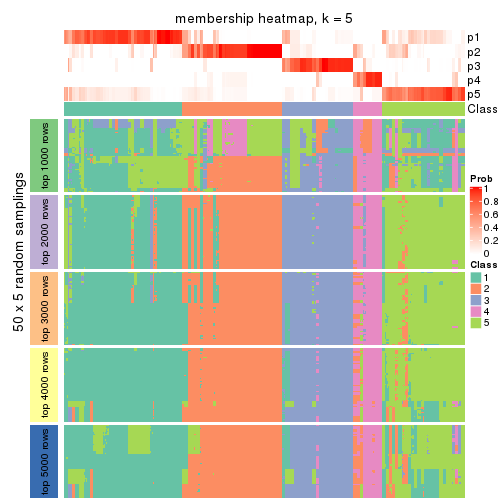 membership heatmap, k = 5
p1
p2
p3
p4
p5
Class
50 x 5 random samplings
top 1000 rows
top 2000 rows
top 3000 rows
top 4000 rows
top 5000 rows
Prob
1
0.8
0.6
0.4
0.2
0
Class
1
2
3
4
5